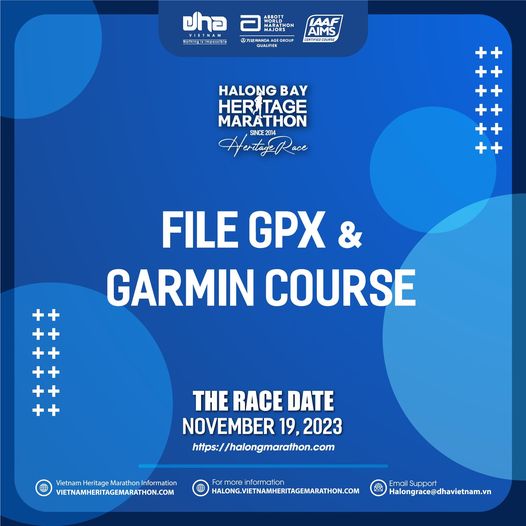 dha
VIETNAM
Nothing is impossible
ABBOTT
WORLD
MARATHON
MAJORS
WANDA AGE GROUP
QUALIFIER
IAAF
AIMS
CERTIFIED COURSE
HALONG BAY
HERITAGE
MARATHON
SINCE 2014
Heritage Race
FILE GPX &
GARMIN COURSE
THE RACE DATE
NOVEMBER 19, 2023
https://halongmarathon.com
Vietnam Heritage Marathon Information
VIETNAMHERITAGEMARATHON.COM
For more information
HALONG.VIETNAMHERITAGEMARATHON.COM
Email Support
Halongrace@dhavietnam.vn